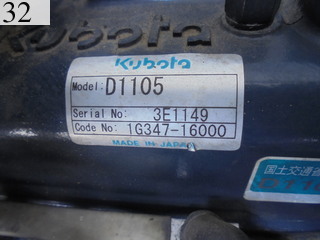 32
Kubota
Kubota
Model: D1105
Serial No: 3E1149
Code No: 1G347-16000
MADE IN JAPAN
国土交通省